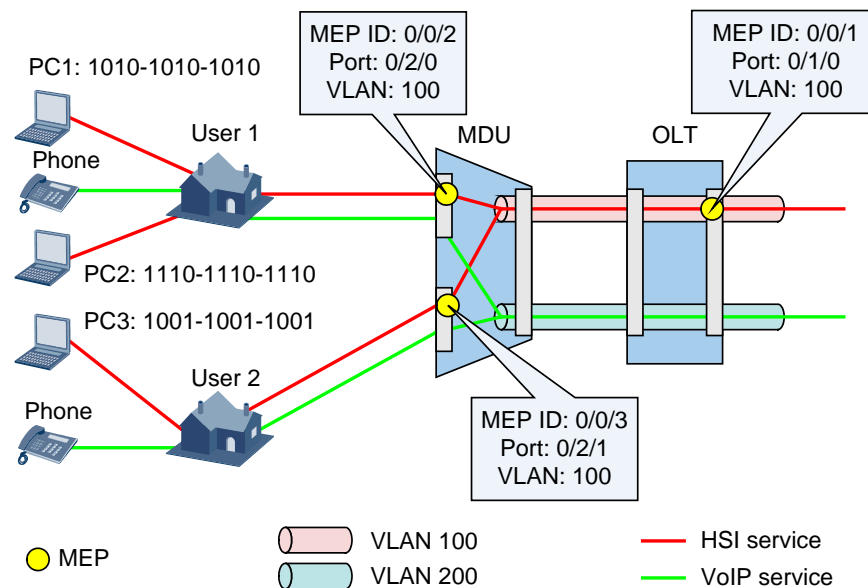 MEP ID: 0/0/2
Port: 0/2/0
VLAN: 100
MEP ID: 0/0/1
Port: 0/1/0
VLAN: 100
PC1: 1010-1010-1010
User 1
MDU
OLT
Phone
PC2: 1110-1110-1110
PC3: 1001-1001-1001
User 2
Phone
MEP ID: 0/0/3
Port: 0/2/1
VLAN: 100
MEP
VLAN 100
VLAN 200
HSI service
VoIP service